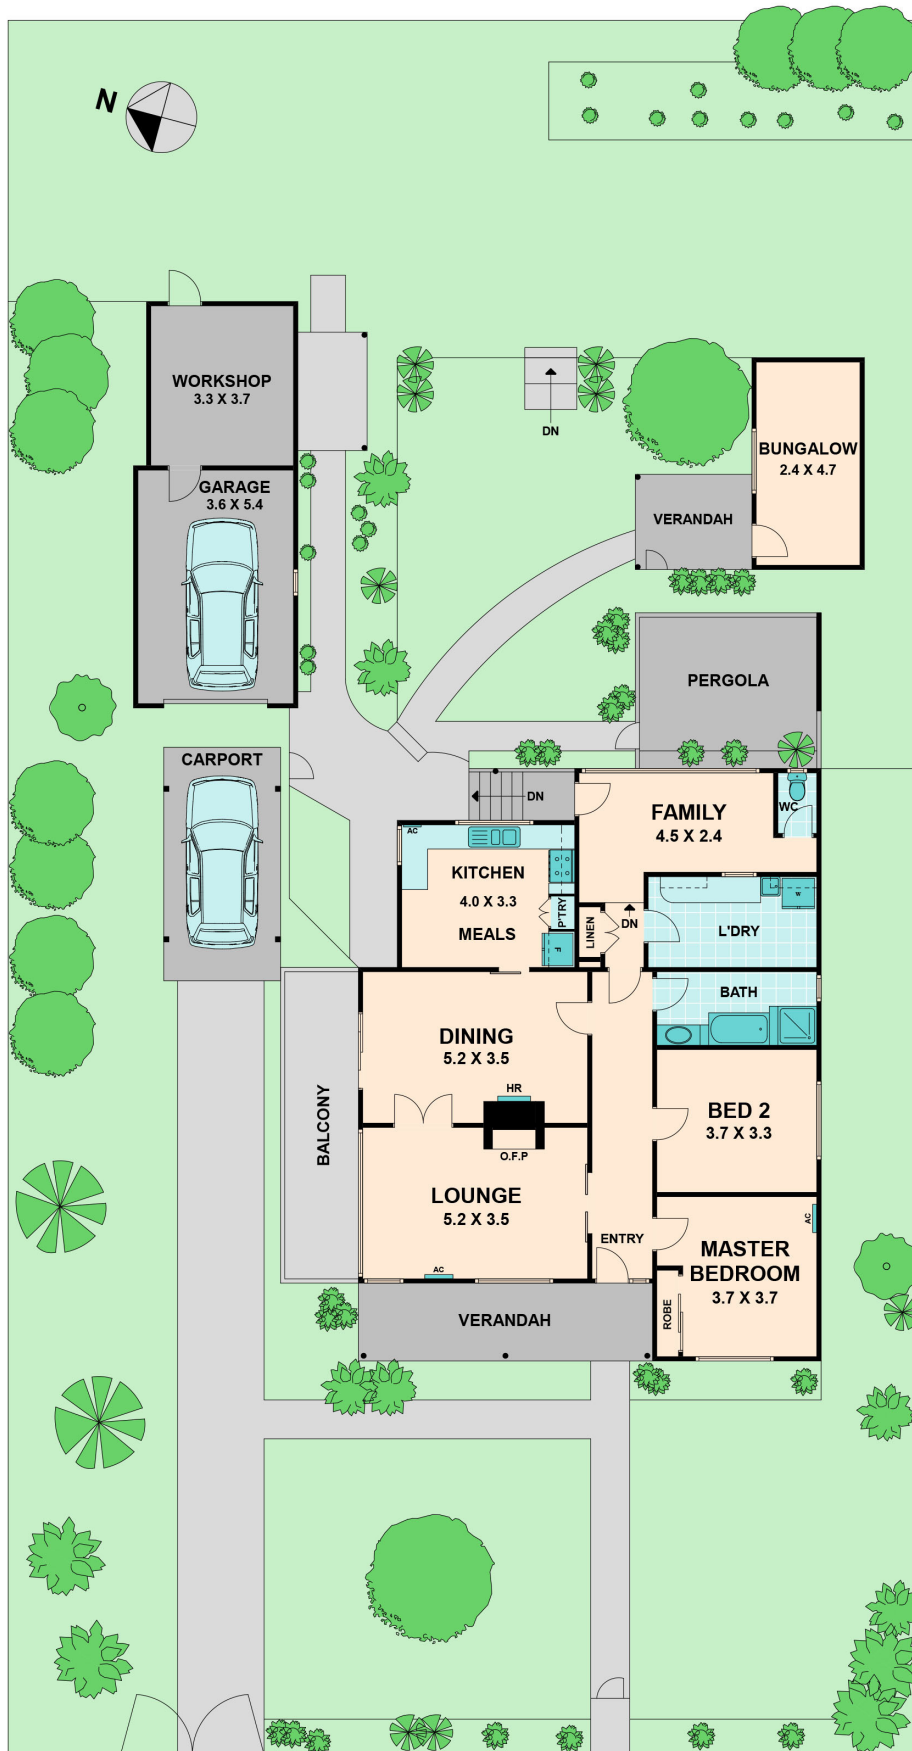 N
WORKSHOP
3.3 X 3.7
DN
BUNGALOW
2.4 X 4.7
GARAGE
3.6 X 5.4
VERANDAH
PERGOLA
CARPORT
DN
FAMILY
4.5 X 2.4
WC
AC
KITCHEN
4.0 X 3.3
MEALS
P'TRY
F
LINEN
DN
L
W
L'DRY
BATH
DINING
5.2 X 3.5
HR
O.F.P
BALCONY
BED 2
3.7 X 3.3
LOUNGE
5.2 X 3.5
AC
ENTRY
AC
MASTER
BEDROOM
3.7 X 3.7
ROBE
VERANDAH